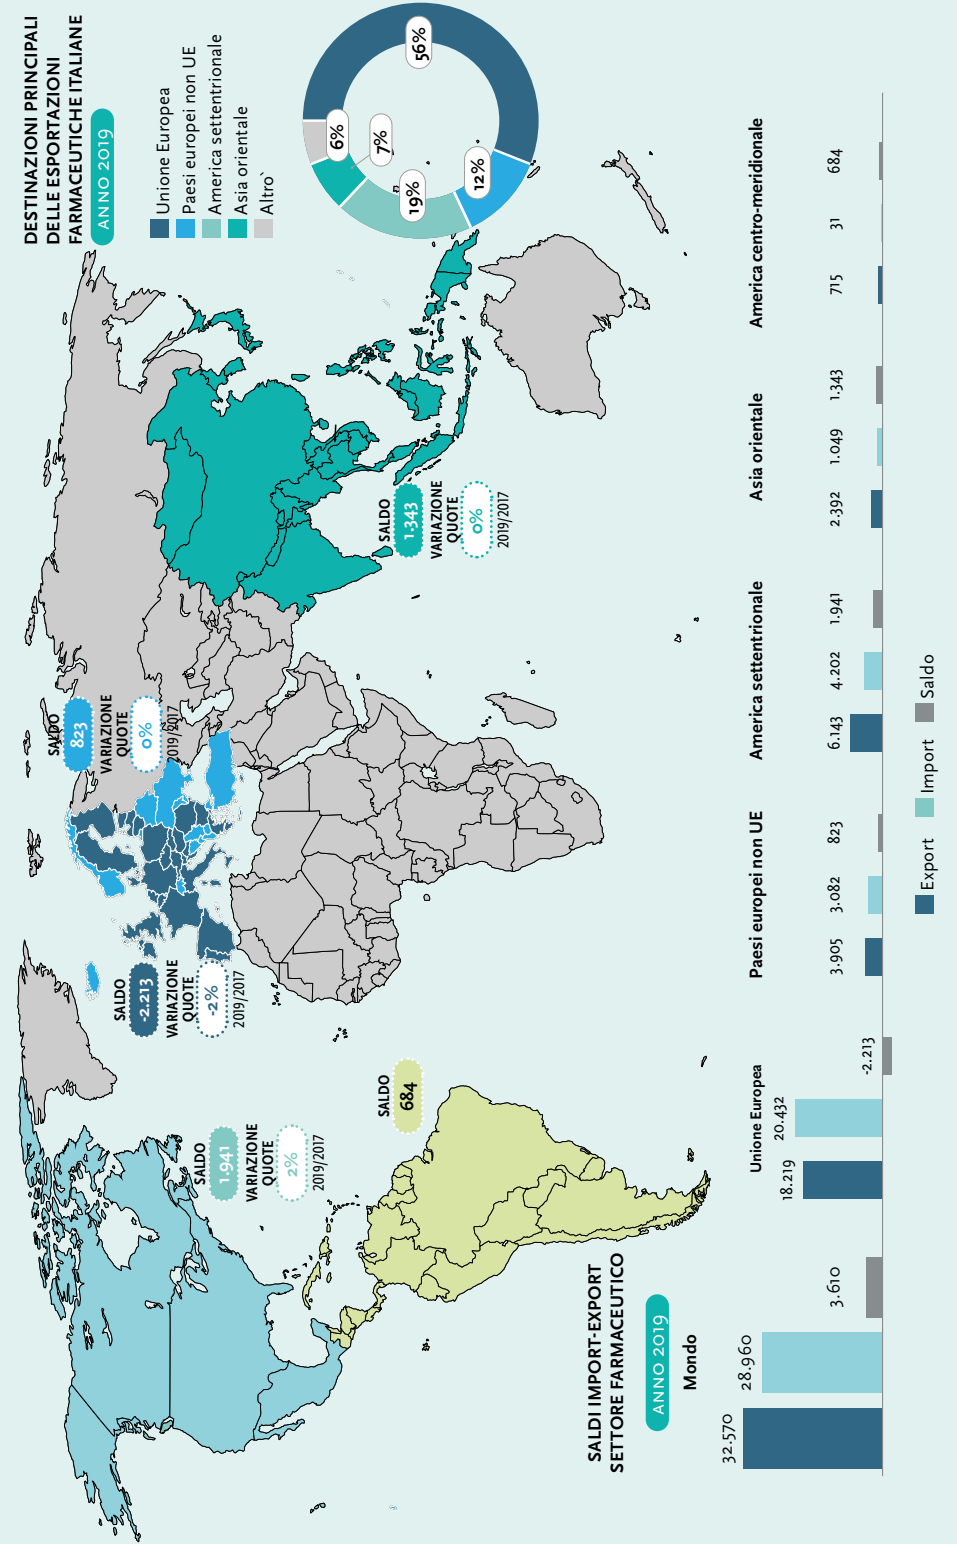 DESTINAZIONI PRINCIPALI
DELLE ESPORTAZIONI
FARMACEUTICHE ITALIANE
ANNO 2019
Unione Europea
Paesi europei non UE
America settentrionale
Asia orientale
Altro`
56%
12%
19%
7%
6%
SALDO
1.941
VARIAZIONE
QUOTE
2%
2019/2017
SALDO
684
SALDO
-2.213
VARIAZIONE
QUOTE
-2%
2019/2017
SALDO
823
VARIAZIONE
QUOTE
0%
2019/2017
SALDO
1.343
VARIAZIONE
QUOTE
0%
2019/2017
SALDI IMPORT-EXPORT
SETTORE FARMACEUTICO
ANNO 2019
Mondo
32.570
28.960
3.610
Unione Europea
18.219
20.432
-2.213
Paesi europei non UE
3.905
3.082
823
America settentrionale
6.143
4.202
1.941
Asia orientale
2.392
1.049
1.343
America centro-meridionale
715
31
684
Export
Import
Saldo